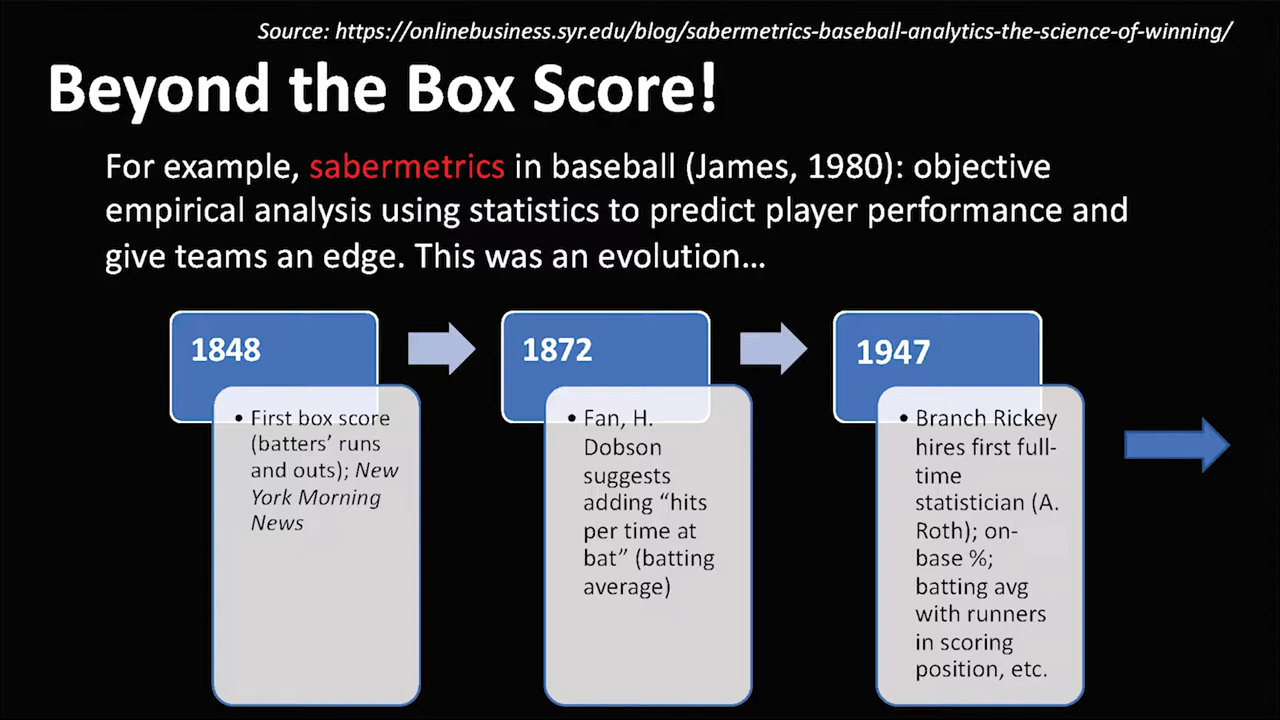 Source: https://onlinebusiness.syr.edu/blog/sabermetrics-baseball-analytics-the-science-of-winning/
Beyond the Box Score!
For example, sabermetrics in baseball (James, 1980): objective
empirical analysis using statistics to predict player performance and
give teams an edge. This was an evolution…
1848
• First box score
(batters’ runs
and outs); New
York Morning
News
1872
• Fan, H.
Dobson
suggests
adding “hits
per time at
bat” (batting
average)
1947
• Branch Rickey
hires first full-
time
statistician (A.
Roth); on-
base %;
batting avg
with runners
in scoring
position, etc.